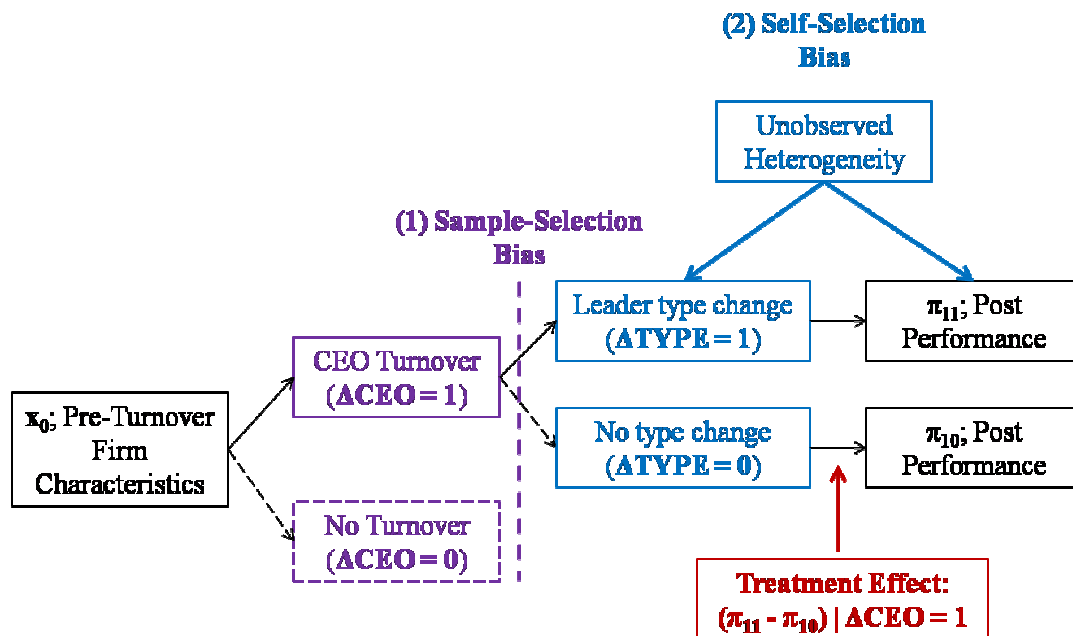 (2) Self-Selection
Bias
Unobserved
Heterogeneity
(1) Sample-Selection
Bias
Leader type change
(ΔTYPE = 1)
π₁₁; Post
Performance
CEO Turnover
(ΔCEO = 1)
x₀; Pre-Turnover
Firm
Characteristics
No type change
(ΔTYPE = 0)
π₁₀; Post
Performance
No Turnover
(ΔCEO = 0)
Treatment Effect:
(π₁₁ - π₁₀) | ΔCEO = 1